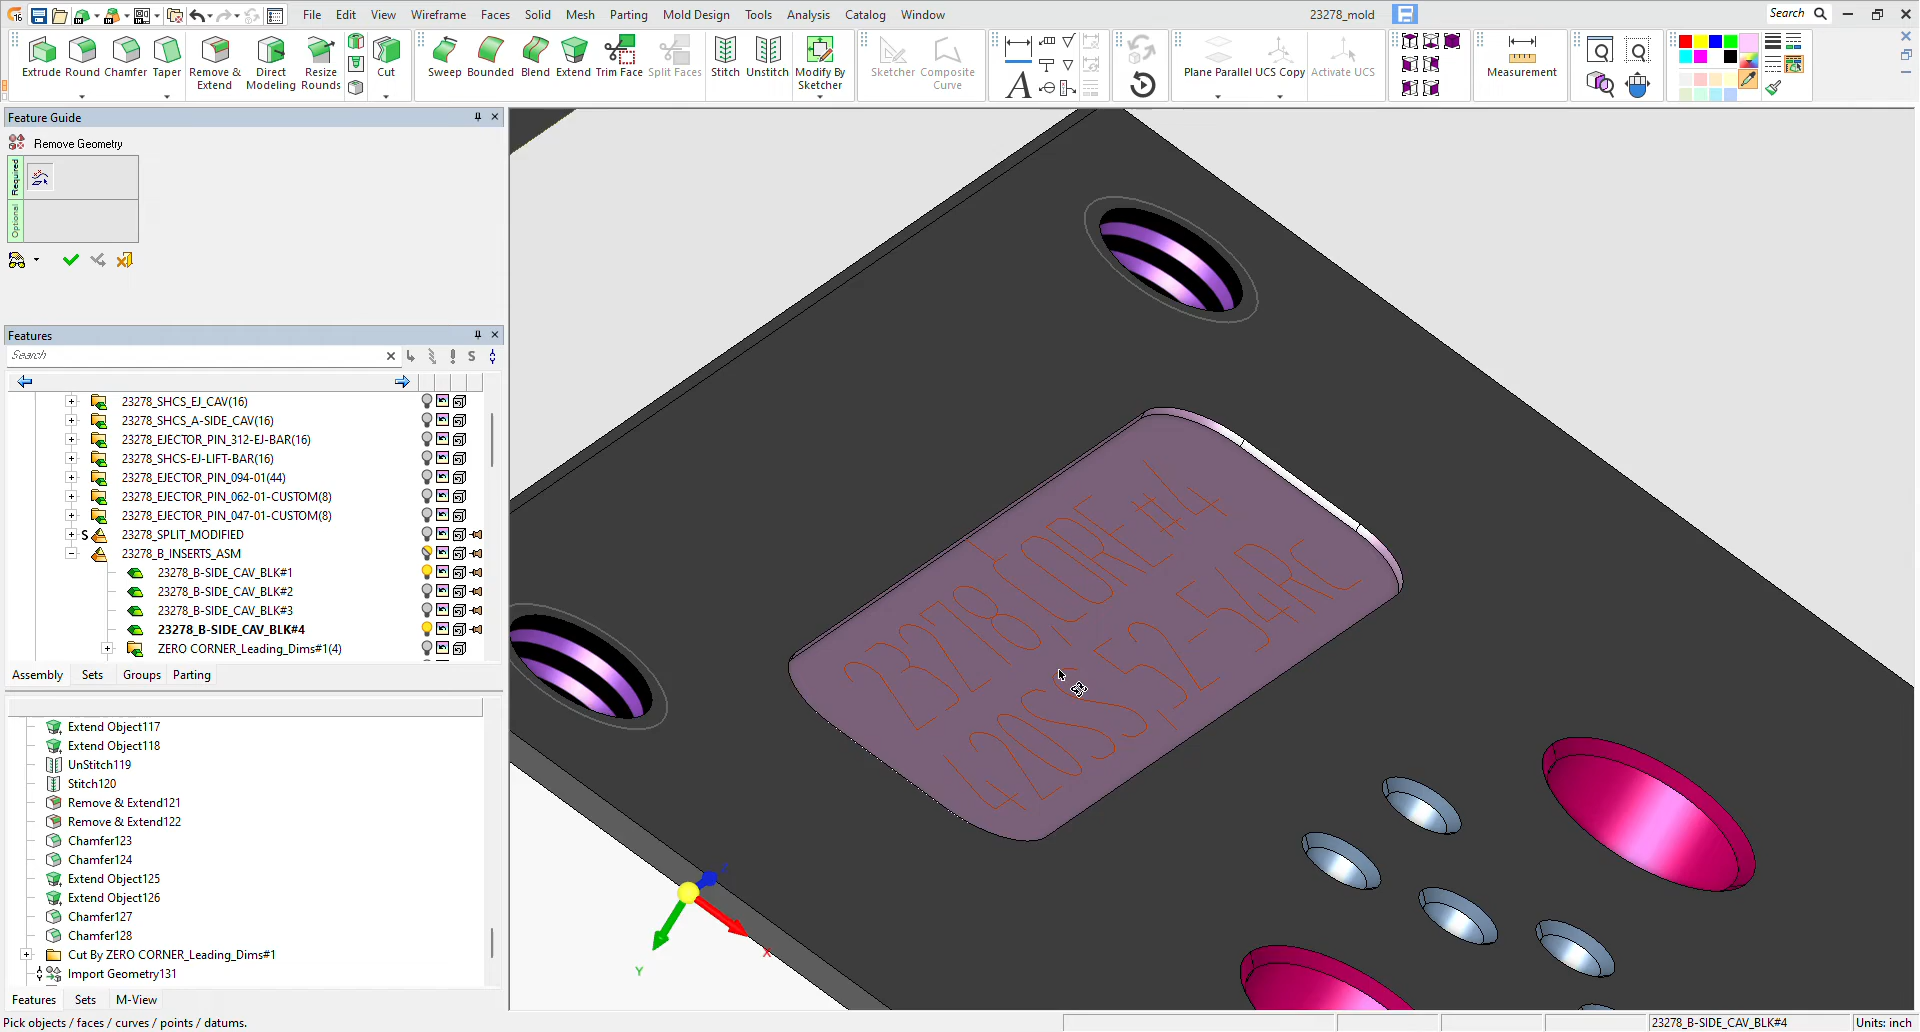 16
File Edit View Wireframe Faces Solid Mesh Parting Mold Design Tools Analysis Catalog Window
23278_mold
Search
Extrude Round Chamfer Taper Remove & Extend Direct Modeling Resize Rounds Cut
Sweep Bounded Blend Extend Trim Face Split Faces Stitch Unstitch Modify By Sketcher
Sketcher Composite Curve
A
Plane Parallel UCS Copy Activate UCS
Measurement
Feature Guide
Remove Geometry
Required
Optional
Features
Search
S
23278_SHCS_EJ_CAV(16)
23278_SHCS_A-SIDE_CAV(16)
23278_EJECTOR_PIN_312-EJ-BAR(16)
23278_SHCS-EJ-LIFT-BAR(16)
23278_EJECTOR_PIN_094-01(44)
23278_EJECTOR_PIN_062-01-CUSTOM(8)
23278_EJECTOR_PIN_047-01-CUSTOM(8)
S 23278_SPLIT_MODIFIED
23278_B_INSERTS_ASM
23278_B-SIDE_CAV_BLK#1
23278_B-SIDE_CAV_BLK#2
23278_B-SIDE_CAV_BLK#3
23278_B-SIDE_CAV_BLK#4
ZERO CORNER_Leading_Dims#1(4)
Assembly Sets Groups Parting
Extend Object117
Extend Object118
UnStitch119
Stitch120
Remove & Extend121
Remove & Extend122
Chamfer123
Chamfer124
Extend Object125
Extend Object126
Chamfer127
Chamfer128
Cut By ZERO CORNER_Leading_Dims#1
Import Geometry131
Features Sets M-View
23278 CORE #4
420SS 52-54RC
X
Y
Pick objects / faces / curves / points / datums.
23278_B-SIDE_CAV_BLK#4
Units: inch